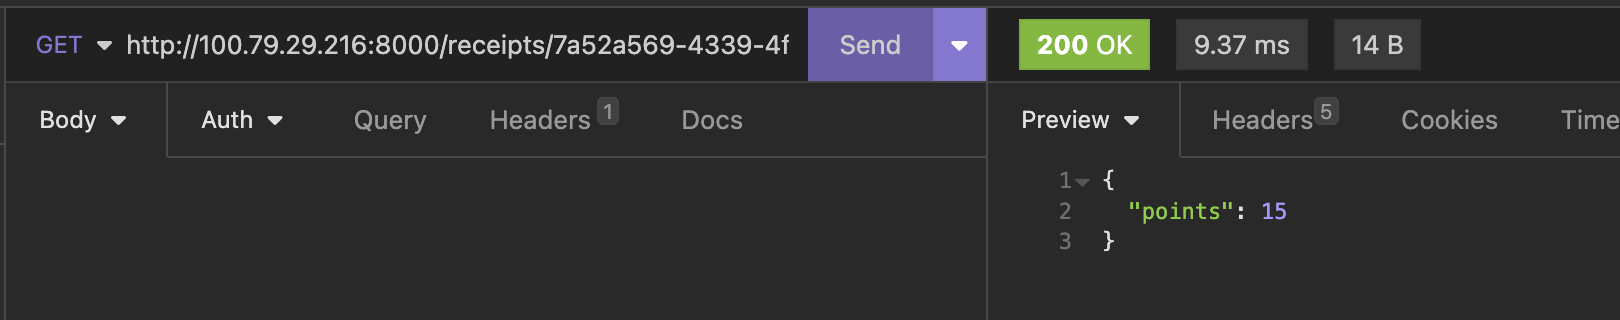 GET http://100.79.29.216:8000/receipts/7a52a569-4339-4f Send 200 OK 9.37 ms 14 B
Body Auth Query Headers 1 Docs Preview Headers 5 Cookies Time
1 {
2 "points": 15
3 }